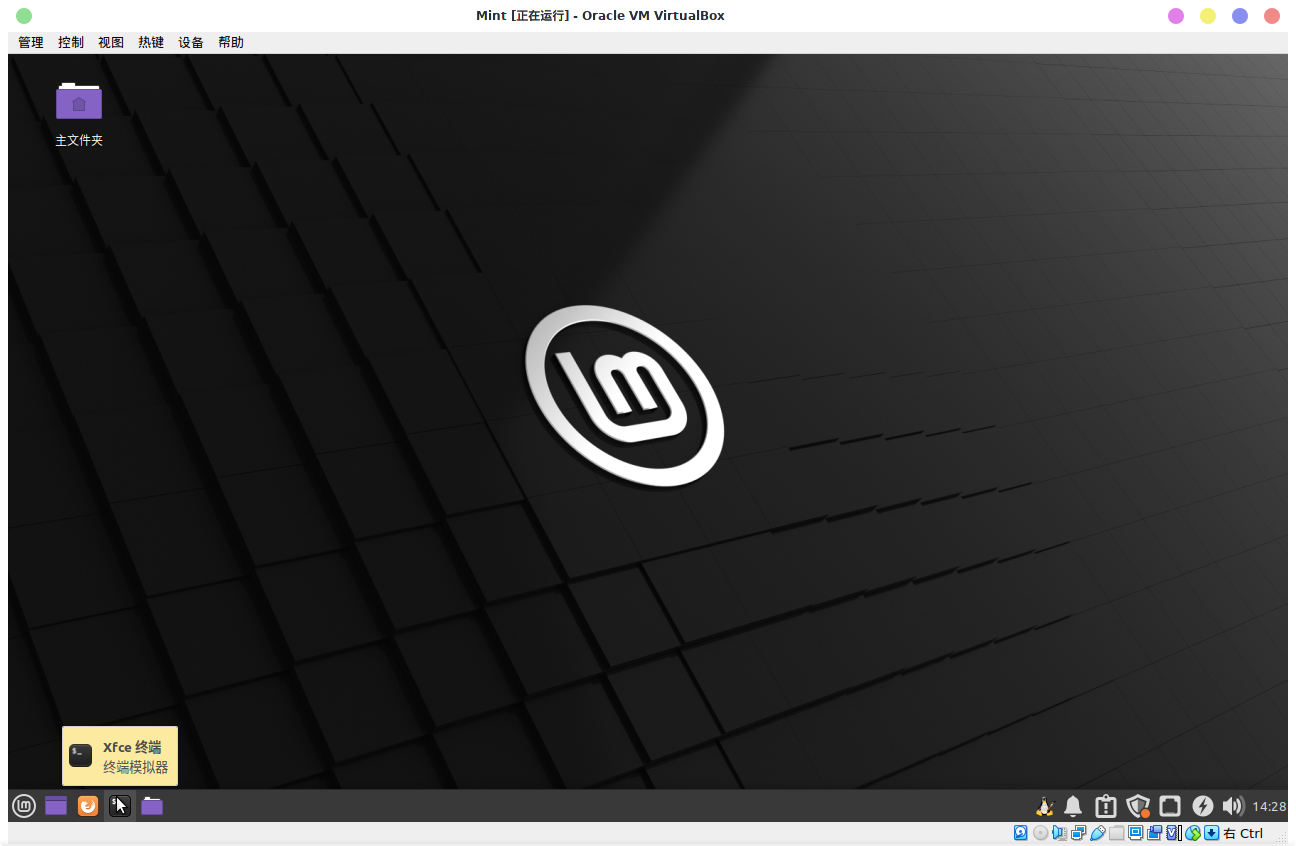 Mint [正在运行] - Oracle VM VirtualBox
管理 控制 视图 热键 设备 帮助
主文件夹
Xfce 终端
终端模拟器
14:28
右 Ctrl